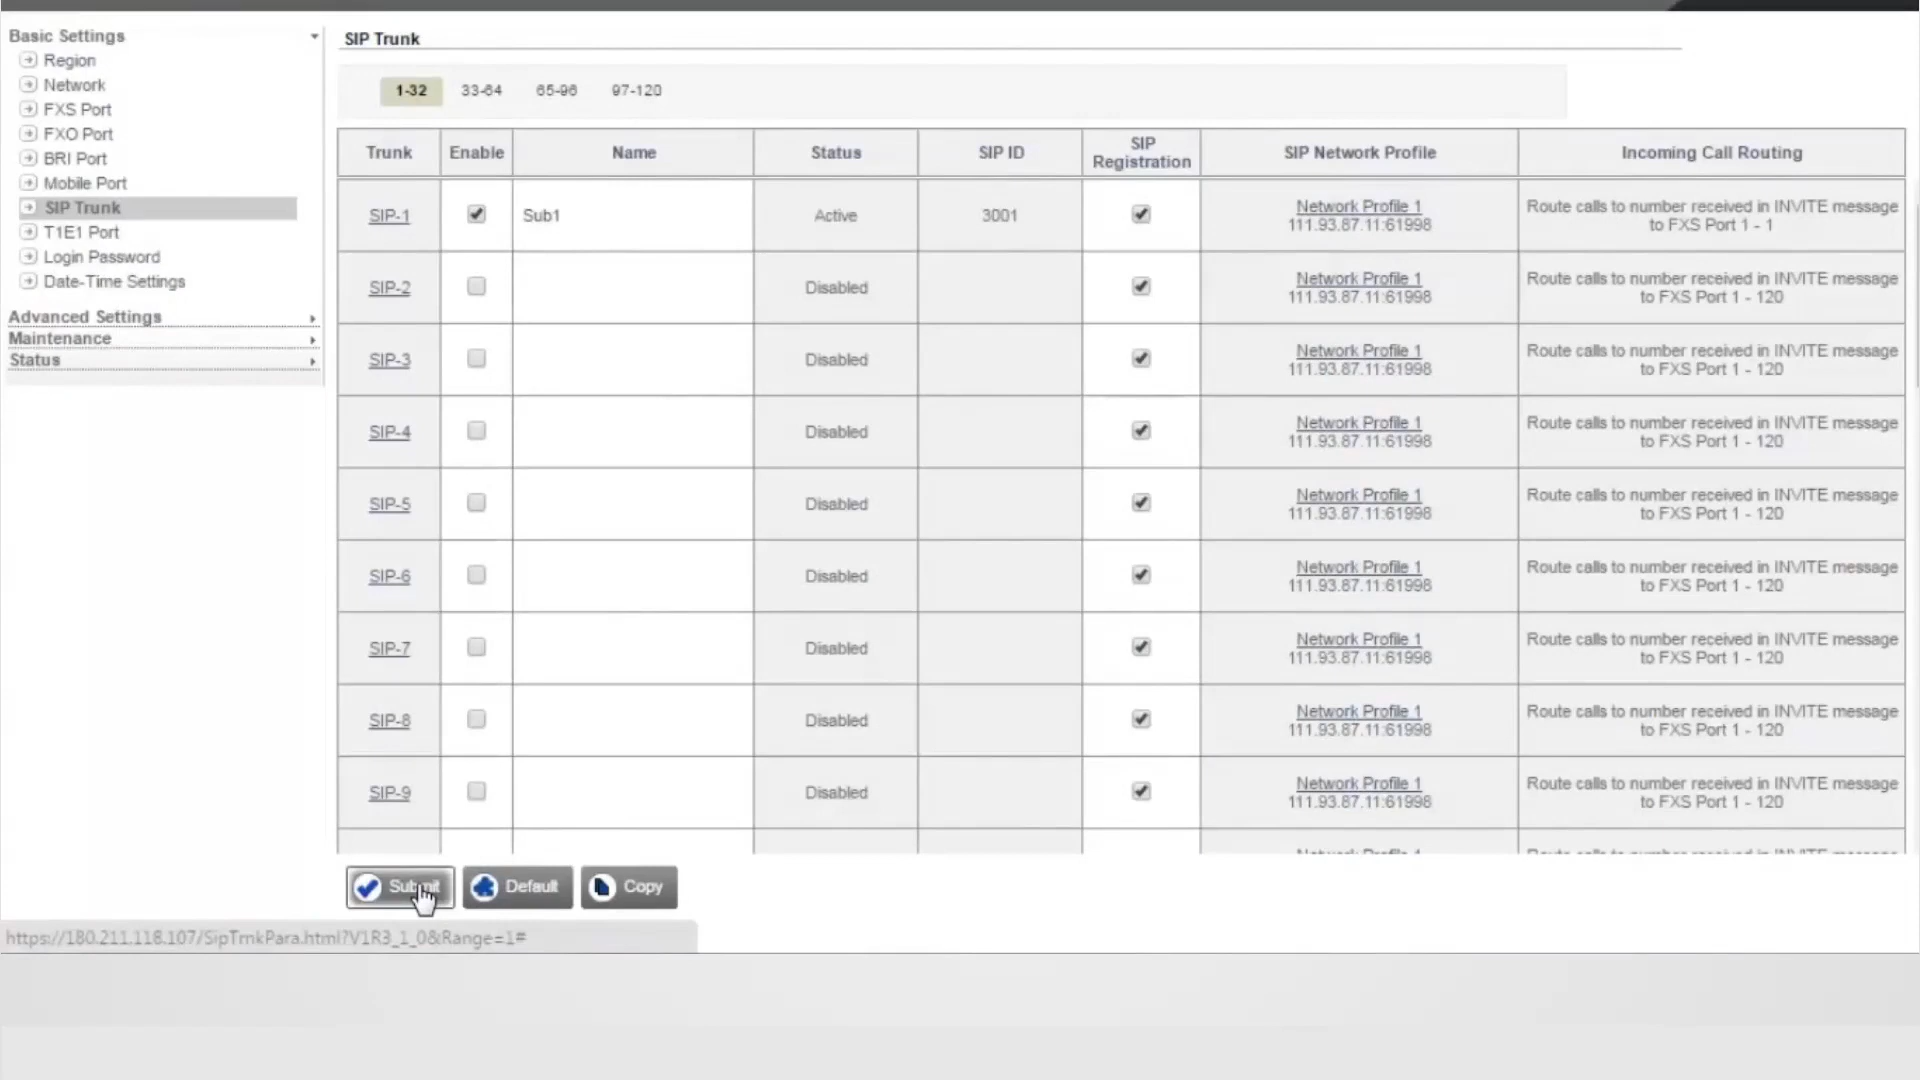 Basic Settings
Region
Network
FXS Port
FXO Port
BRI Port
Mobile Port
SIP Trunk
T1E1 Port
Login Password
Date-Time Settings
Advanced Settings
Maintenance
Status
SIP Trunk
1-32 33-64 65-96 97-120
Trunk Enable Name Status SIP ID SIP Registration SIP Network Profile Incoming Call Routing
SIP-1 Sub1 Active 3001 Network Profile 1 Route calls to number received in INVITE message
111.93.87.11:61998 to FXS Port 1 - 1
SIP-2 Disabled Network Profile 1 Route calls to number received in INVITE message
111.93.87.11:61998 to FXS Port 1 - 120
SIP-3 Disabled Network Profile 1 Route calls to number received in INVITE message
111.93.87.11:61998 to FXS Port 1 - 120
SIP-4 Disabled Network Profile 1 Route calls to number received in INVITE message
111.93.87.11:61998 to FXS Port 1 - 120
SIP-5 Disabled Network Profile 1 Route calls to number received in INVITE message
111.93.87.11:61998 to FXS Port 1 - 120
SIP-6 Disabled Network Profile 1 Route calls to number received in INVITE message
111.93.87.11:61998 to FXS Port 1 - 120
SIP-7 Disabled Network Profile 1 Route calls to number received in INVITE message
111.93.87.11:61998 to FXS Port 1 - 120
SIP-8 Disabled Network Profile 1 Route calls to number received in INVITE message
111.93.87.11:61998 to FXS Port 1 - 120
SIP-9 Disabled Network Profile 1 Route calls to number received in INVITE message
111.93.87.11:61998 to FXS Port 1 - 120
Submit Default Copy
https://180.211.118.107/SipTrnkPara.html?V1R3_1_0&Range=1#